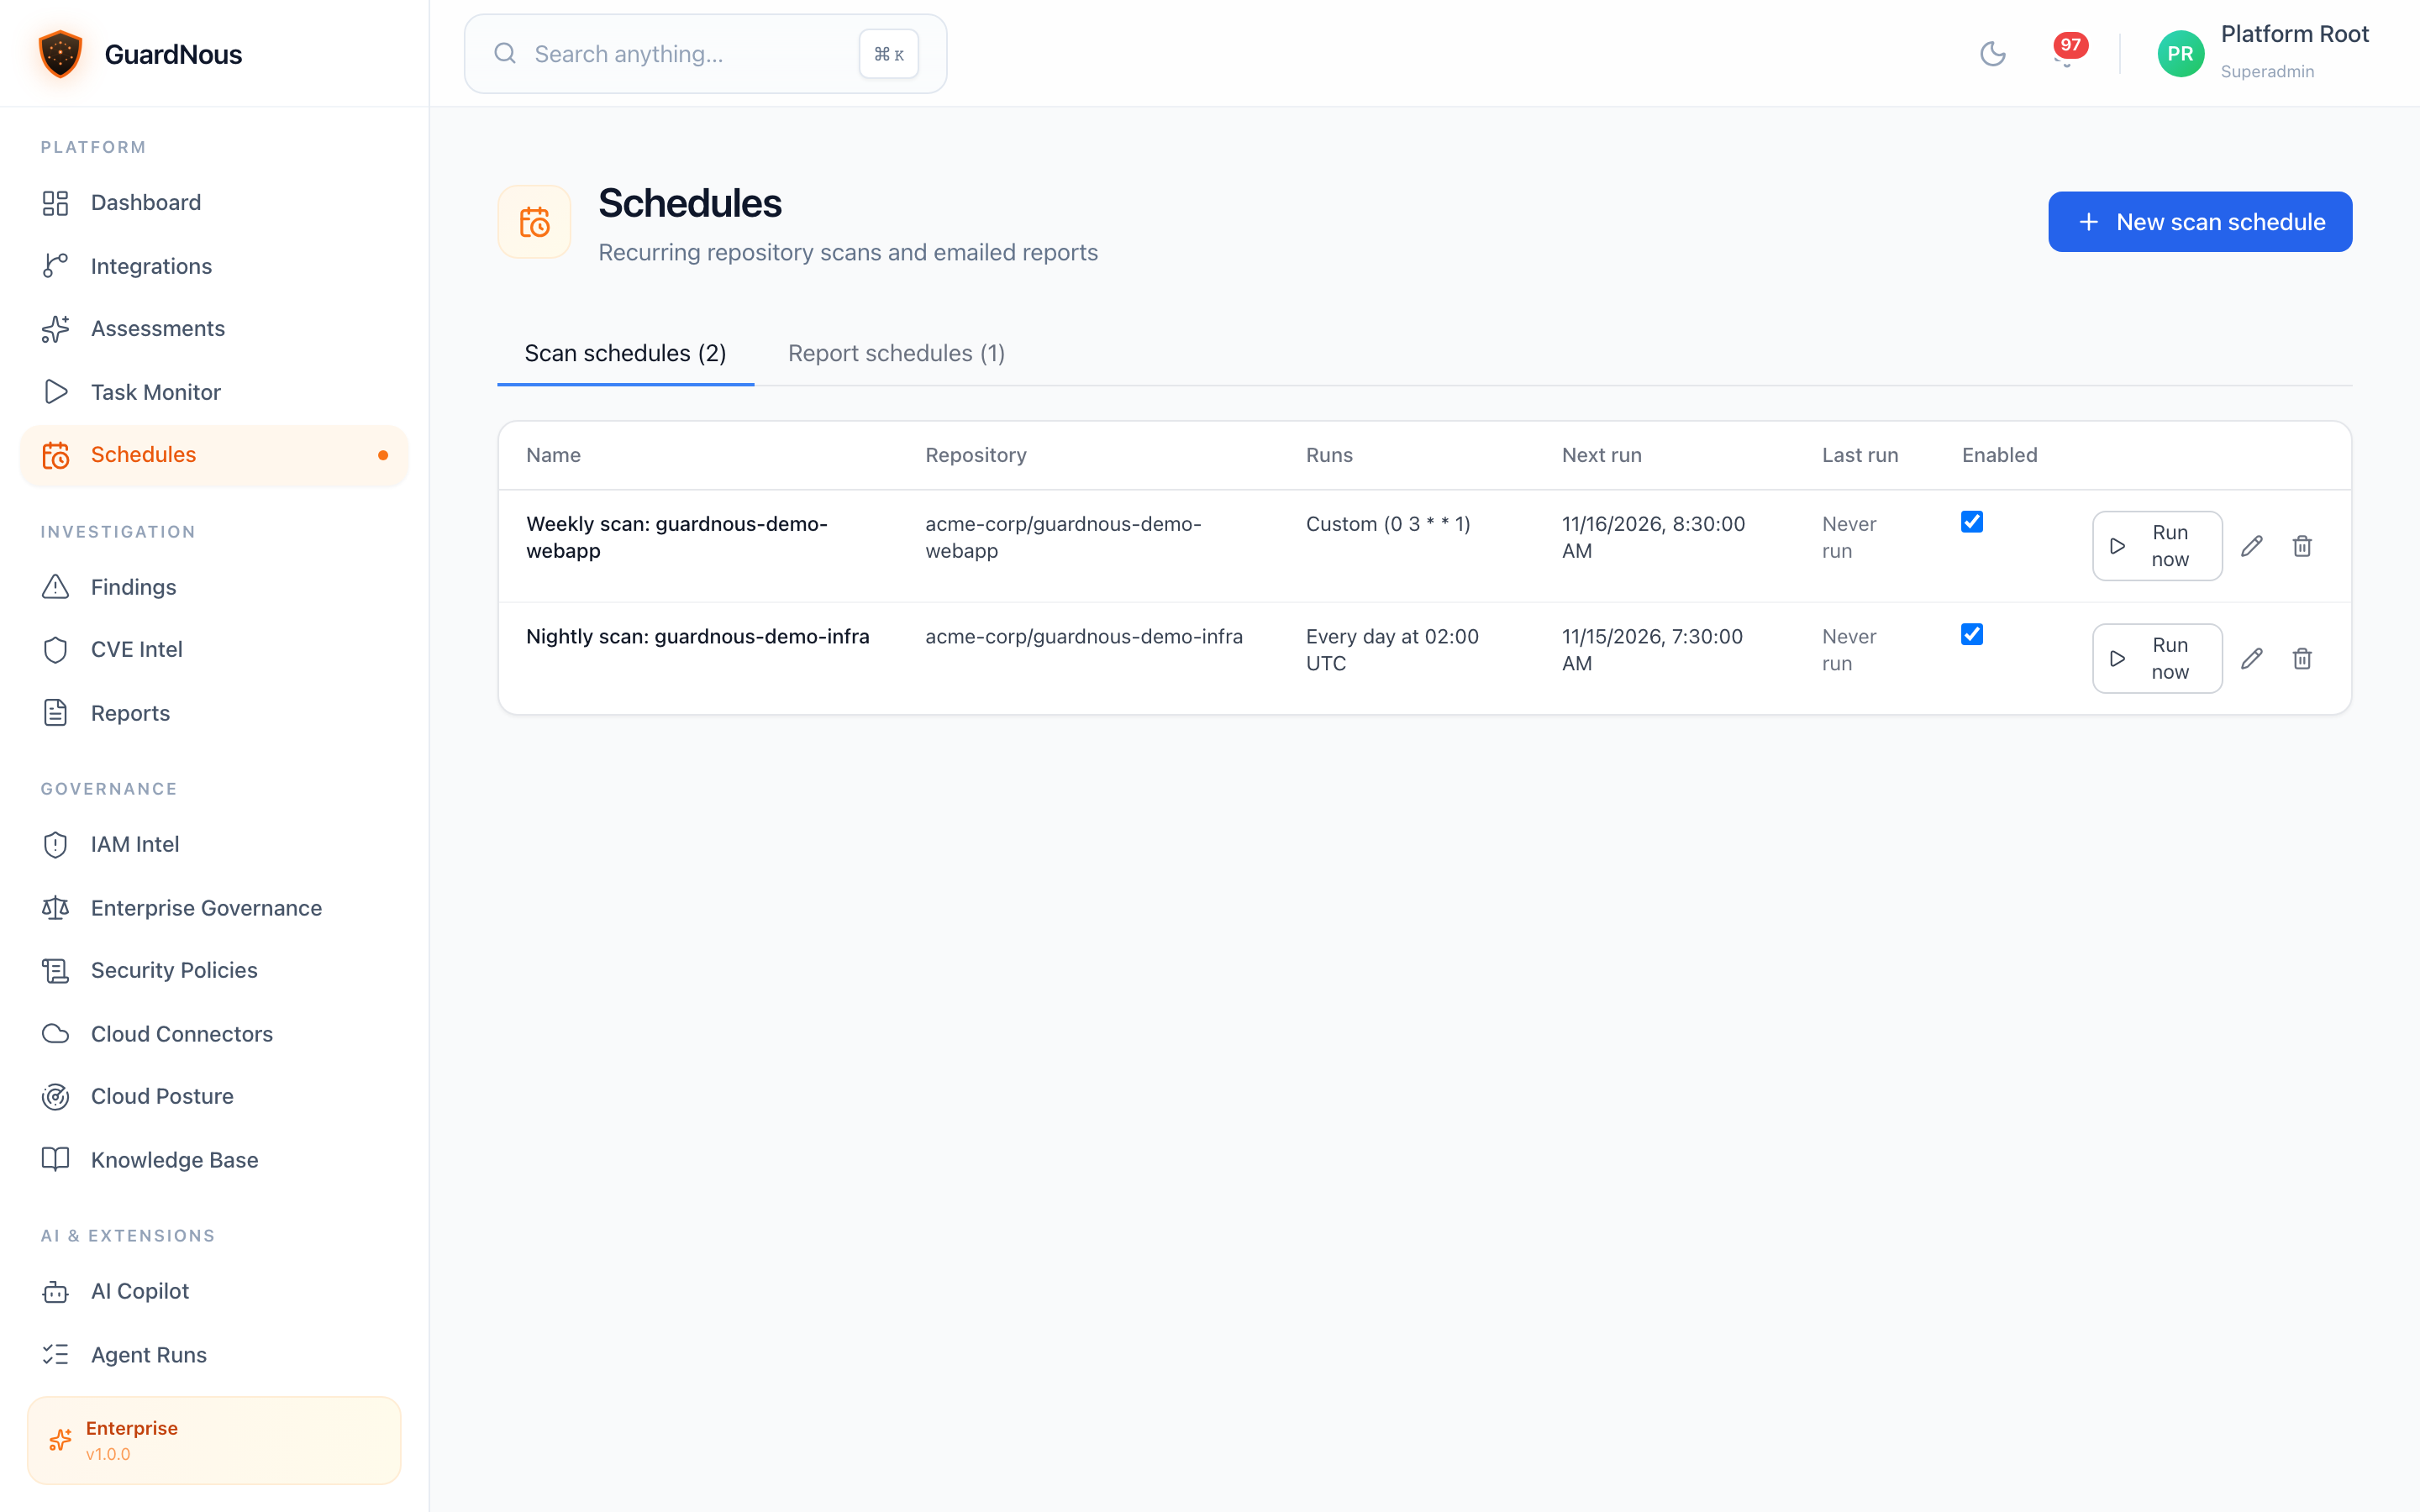 GuardNous
Search anything...
⌘ K
97
PR
Platform Root
Superadmin
PLATFORM
Dashboard
Integrations
Assessments
Task Monitor
Schedules
INVESTIGATION
Findings
CVE Intel
Reports
GOVERNANCE
IAM Intel
Enterprise Governance
Security Policies
Cloud Connectors
Cloud Posture
Knowledge Base
AI & EXTENSIONS
AI Copilot
Agent Runs
Enterprise
v1.0.0
Schedules
Recurring repository scans and emailed reports
New scan schedule
Scan schedules (2)
Report schedules (1)
Name Repository Runs Next run Last run Enabled
Weekly scan: guardnous-demo-
webapp
acme-corp/guardnous-demo-
webapp
Custom (0 3 * * 1)
11/16/2026, 8:30:00
AM
Never
run
Run
now
Nightly scan: guardnous-demo-infra
acme-corp/guardnous-demo-infra
Every day at 02:00
UTC
11/15/2026, 7:30:00
AM
Never
run
Run
now